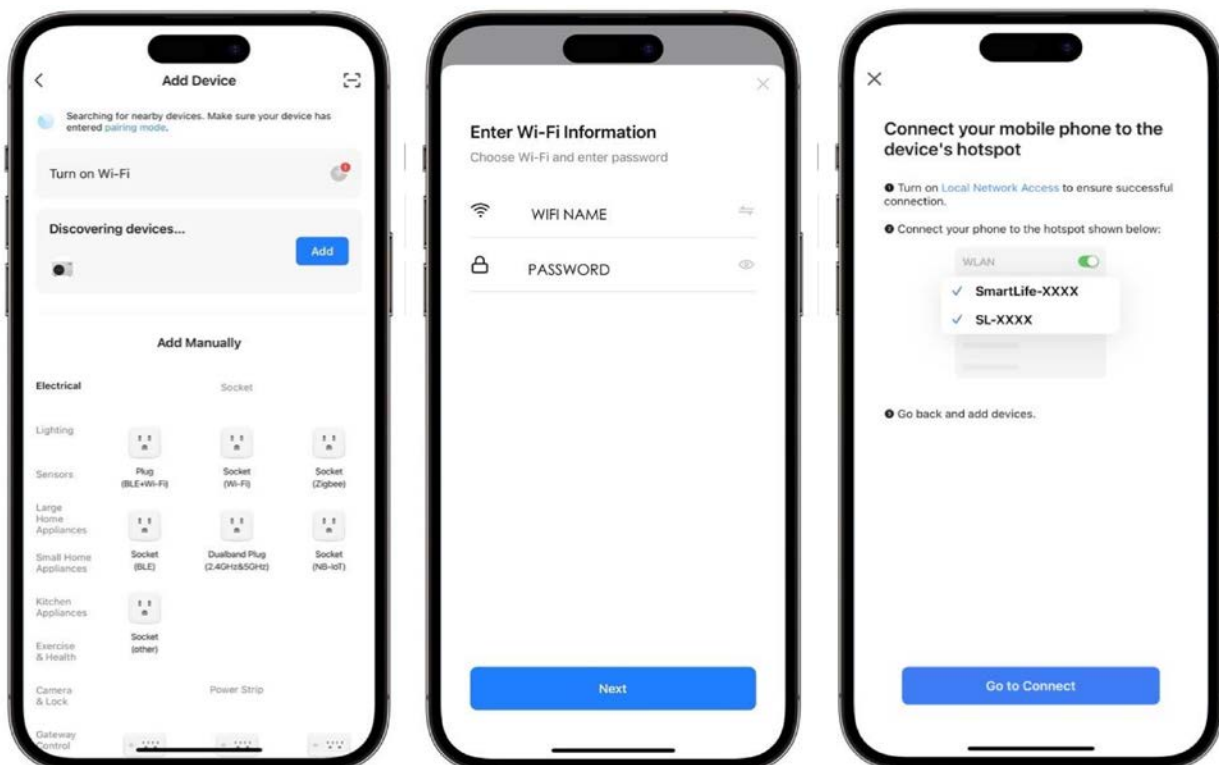 Add Device
Searching for nearby devices. Make sure your device has
entered pairing mode.
Turn on Wi-Fi
Discovering devices...
Add
Add Manually
Electrical
Socket
Lighting
Plug
(BLE+Wi-Fi)
Socket
(Wi-Fi)
Socket
(Zigbee)
Sensors
Large
Home
Appliances
Socket
(BLE)
Dualband Plug
(2.4GHz&5GHz)
Socket
(NB-IoT)
Small Home
Appliances
Kitchen
Appliances
Socket
(other)
Exercise
& Health
Camera
& Lock
Power Strip
Gateway
Control
Enter Wi-Fi Information
Choose Wi-Fi and enter password
WIFI NAME
PASSWORD
Next
Connect your mobile phone to the
device's hotspot
1 Turn on Local Network Access to ensure successful
connection.
2 Connect your phone to the hotspot shown below:
WLAN
SmartLife-XXXX
SL-XXXX
3 Go back and add devices.
Go to Connect